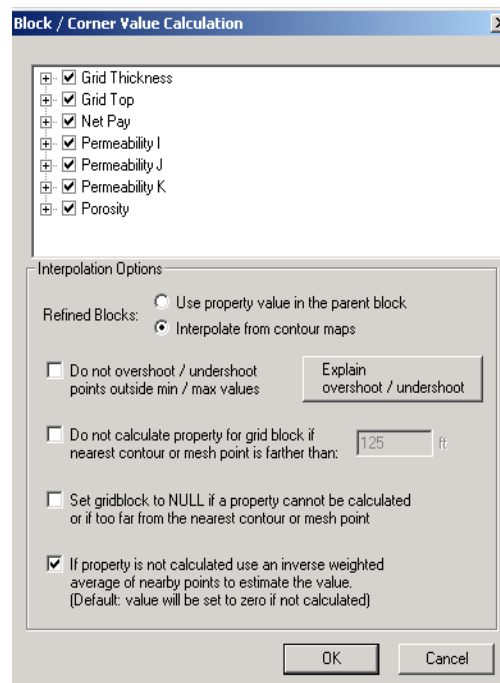 Block / Corner Value Calculation
Grid Thickness
Grid Top
Net Pay
Permeability I
Permeability J
Permeability K
Porosity
Interpolation Options
Refined Blocks:
Use property value in the parent block
Interpolate from contour maps
Do not overshoot / undershoot
points outside min / max values
Explain
overshoot / undershoot
Do not calculate property for grid block if
nearest contour or mesh point is farther than:
125
ft
Set gridblock to NULL if a property cannot be calculated
or if too far from the nearest contour or mesh point
If property is not calculated use an inverse weighted
average of nearby points to estimate the value.
(Default: value will be set to zero if not calculated)
OK
Cancel